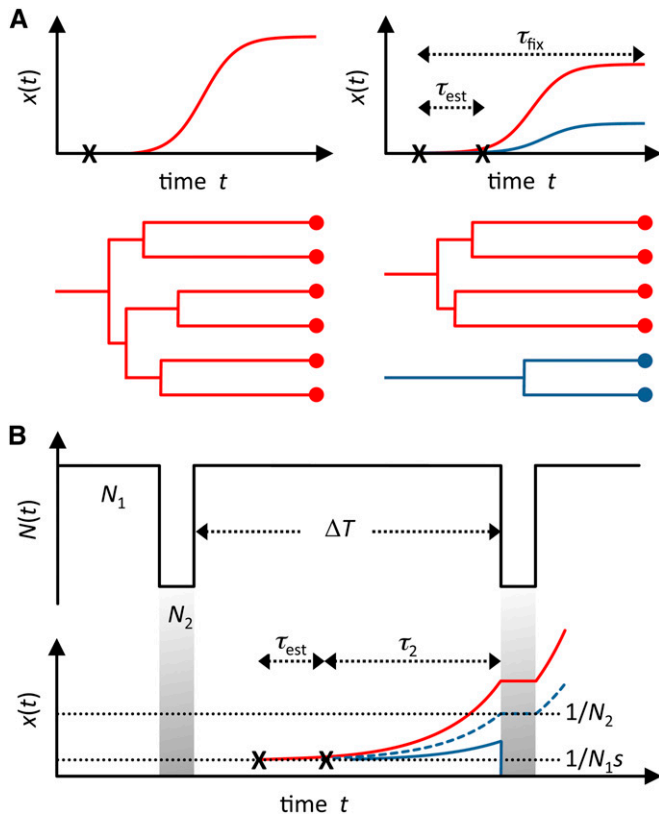 A
x(t)
time t
x(t)
τfix
τest
time t
B
N(t)
N1
ΔT
N2
x(t)
τest
τ2
1/N2
1/N1s
time t